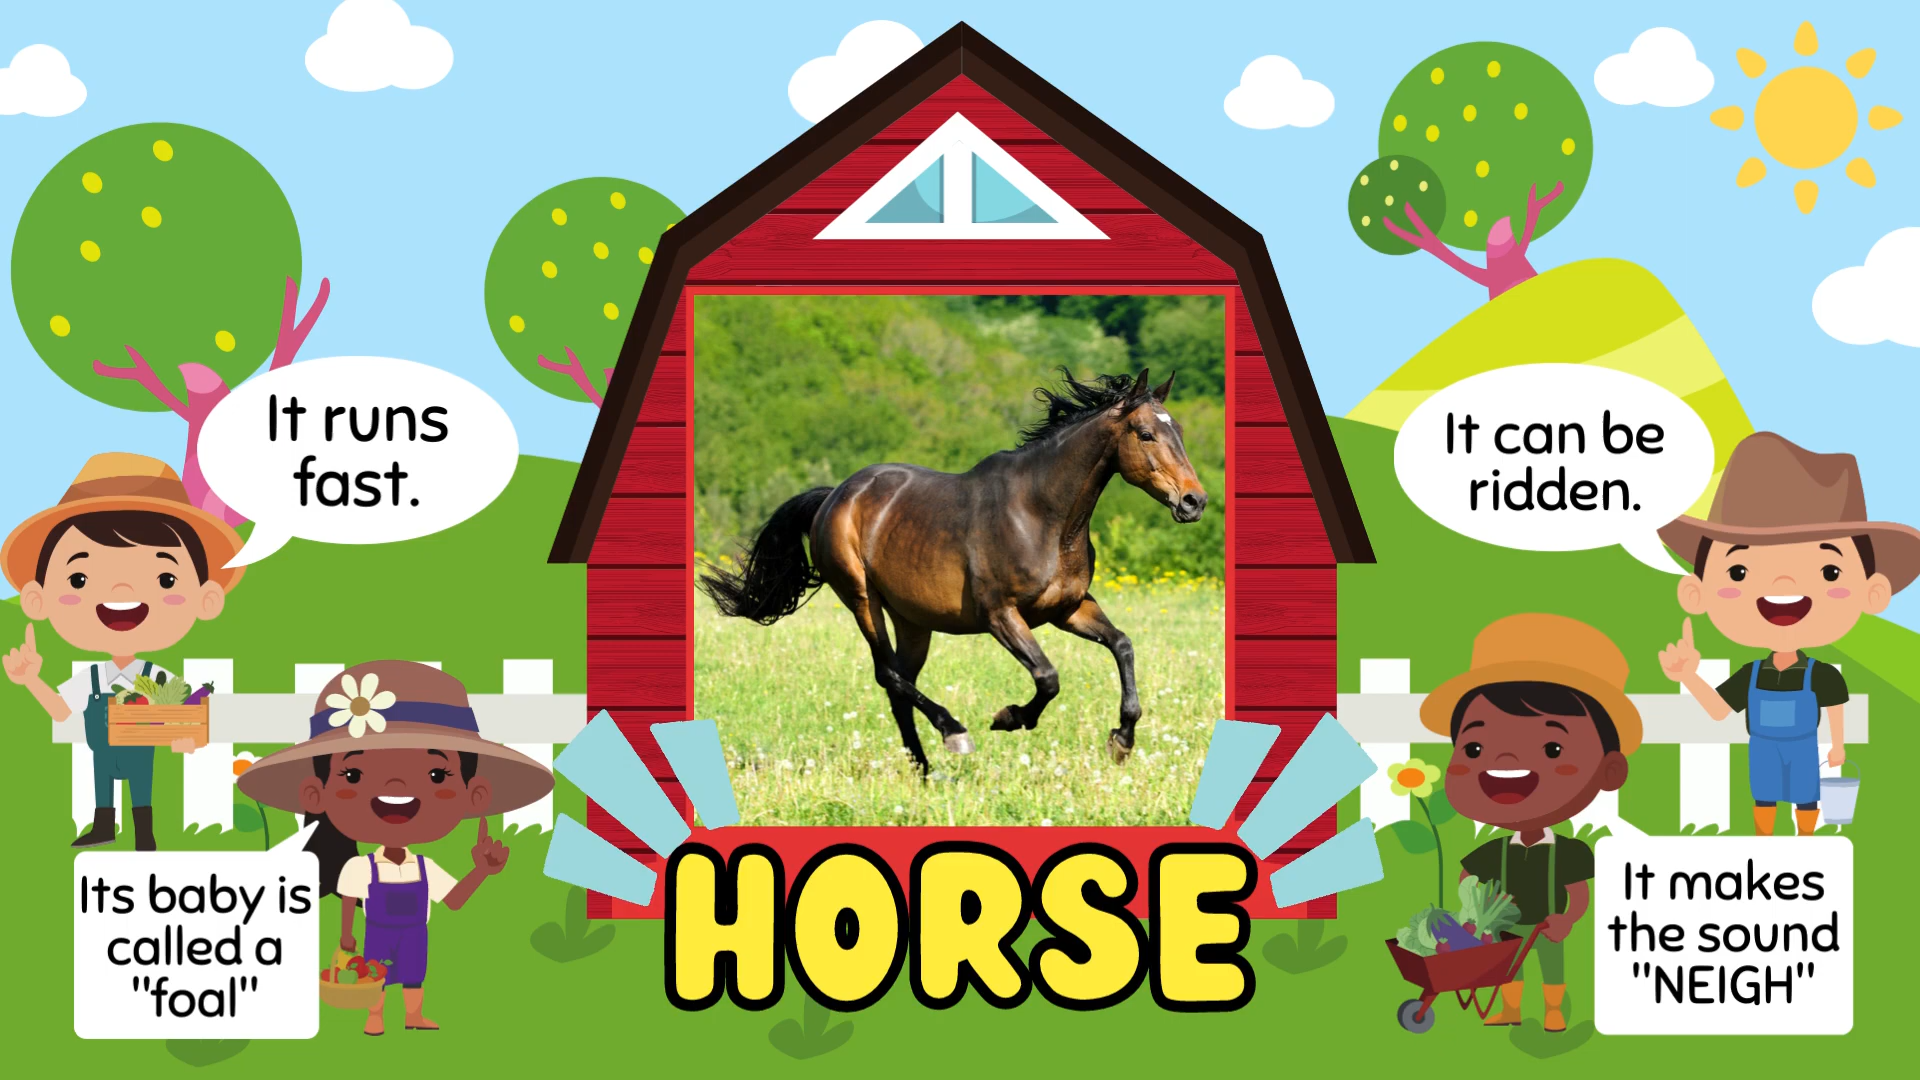 It runs
fast.
It can be
ridden.
Its baby is
called a
"foal"
It makes
the sound
"NEIGH"
HORSE